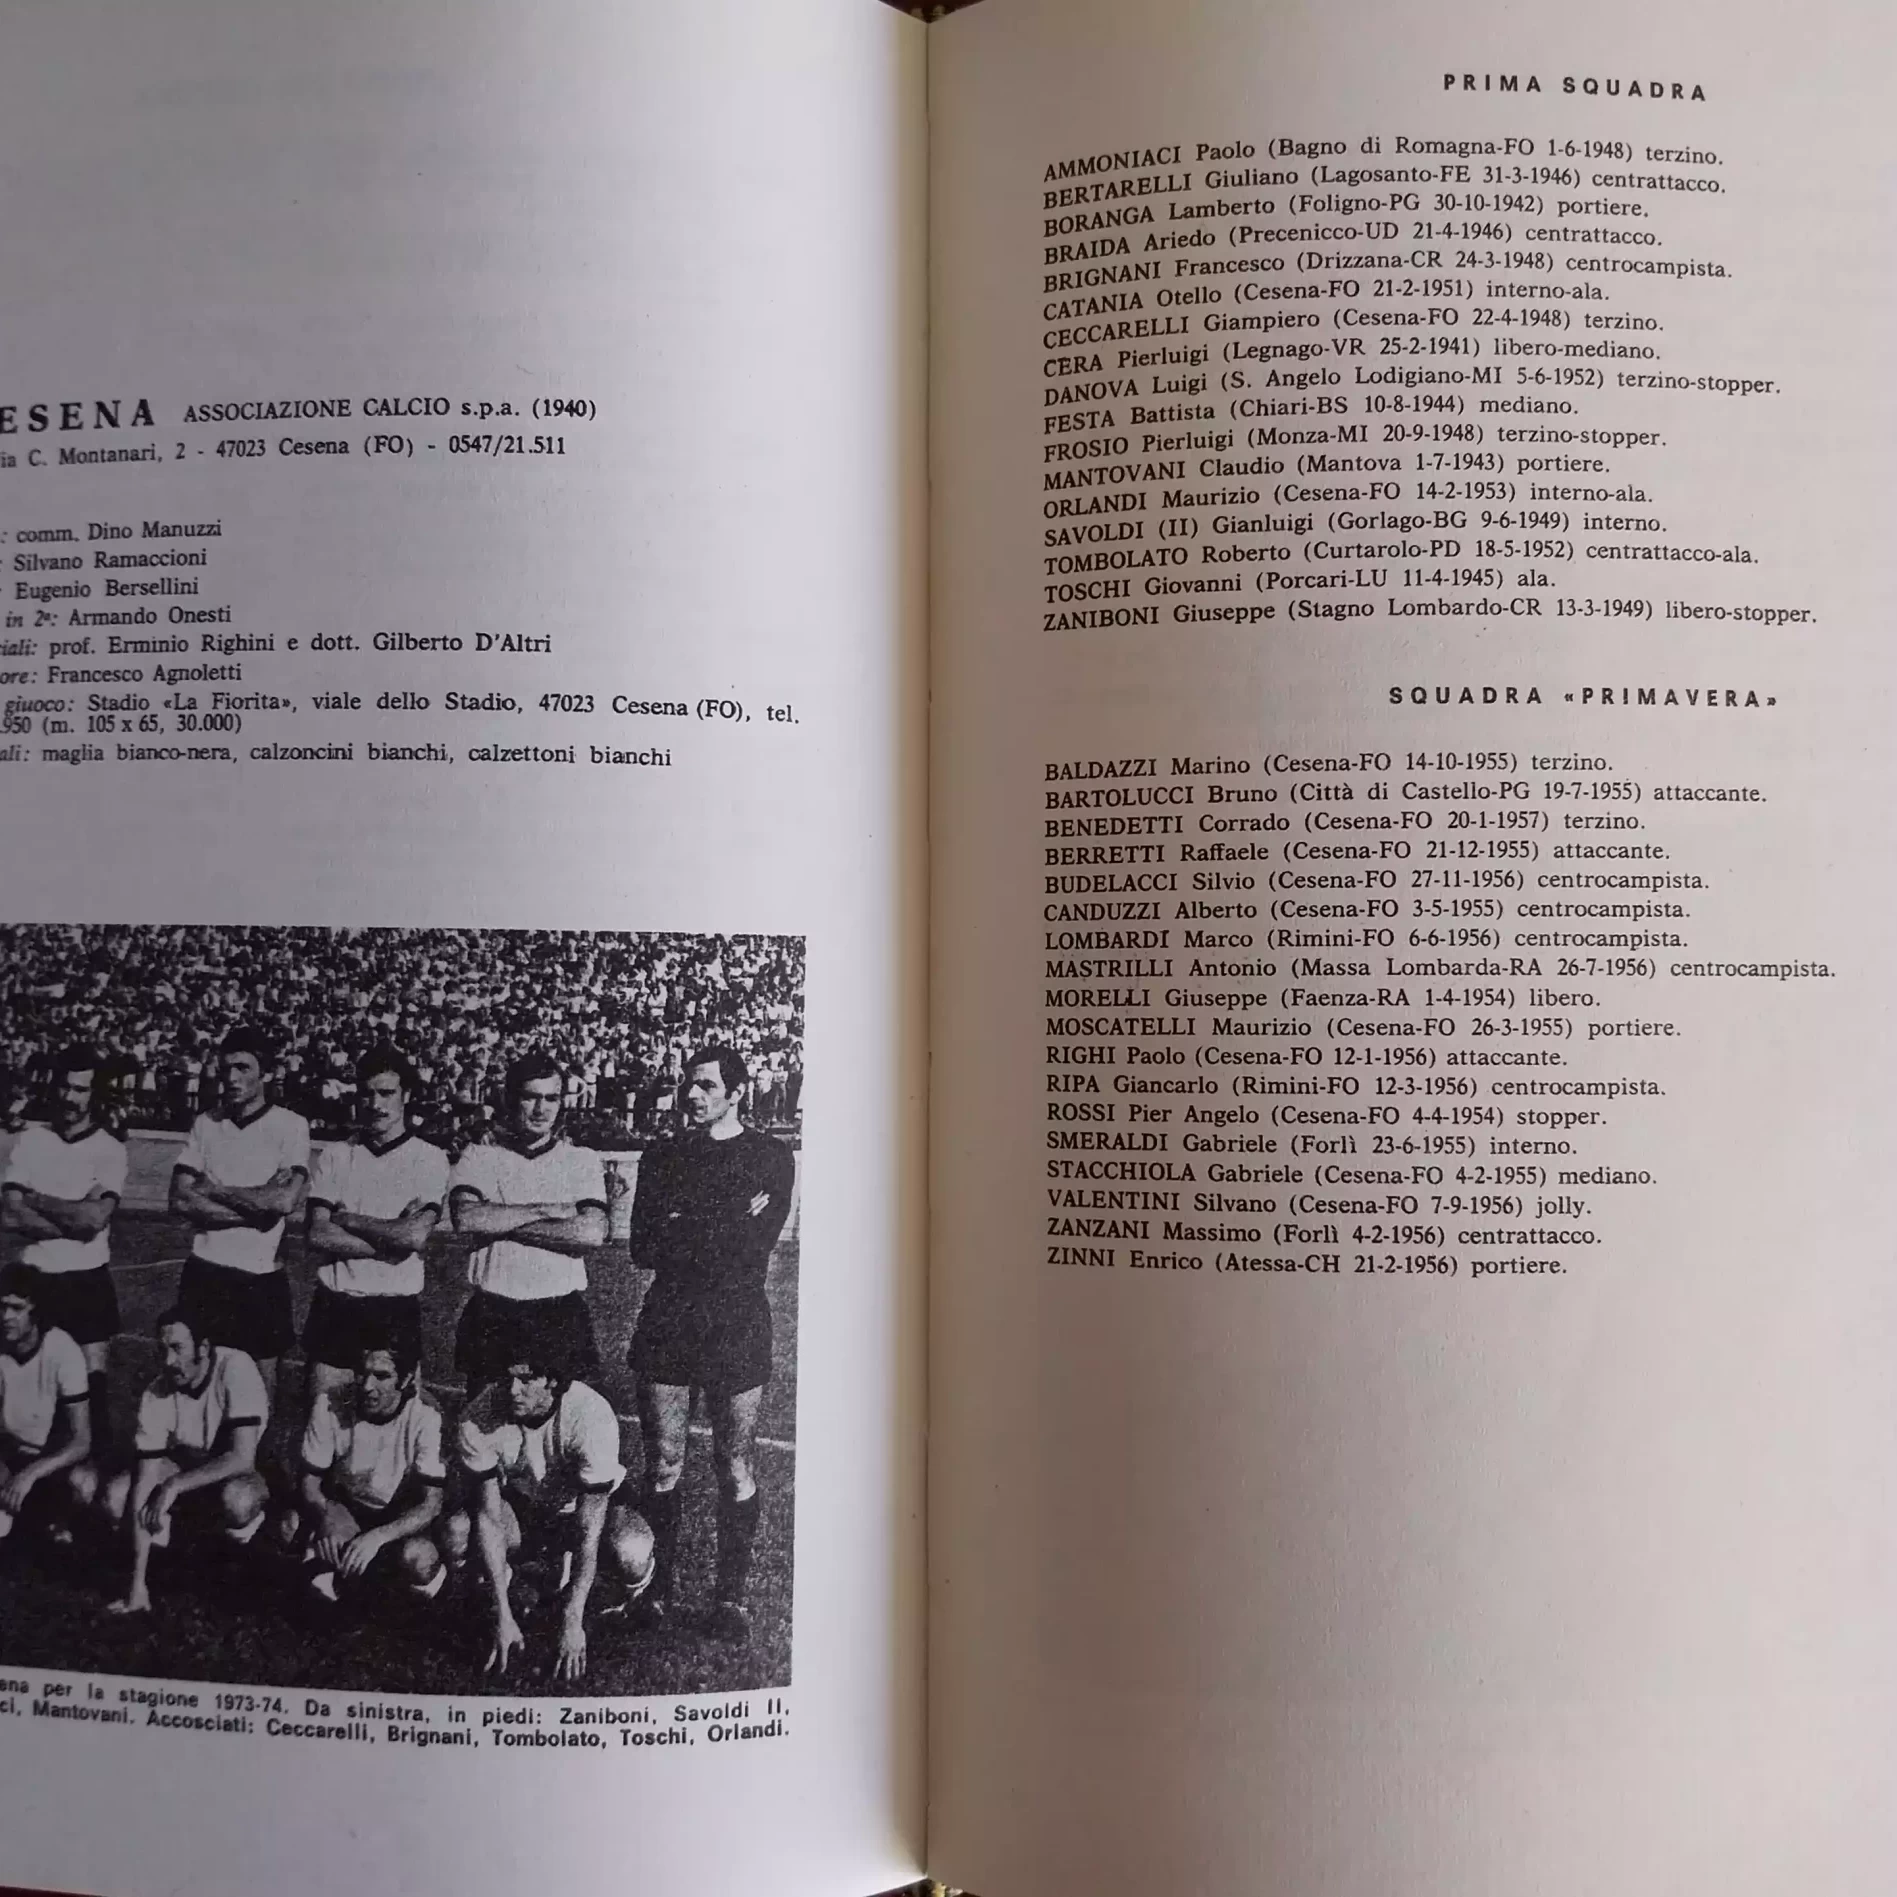 ESENA ASSOCIAZIONE CALCIO s.p.a. (1940)
ia C. Montanari, 2 - 47023 Cesena (FO) - 0547/21.511
: comm. Dino Manuzzi
: Silvano Ramaccioni
: Eugenio Bersellini
in 2ª: Armando Onesti
iali: prof. Erminio Righini e dott. Gilberto D'Altri
ore: Francesco Agnoletti
giuoco: Stadio «La Fiorita», viale dello Stadio, 47023 Cesena (FO), tel.
.950 (m. 105 x 65, 30.000)
ali: maglia bianco-nera, calzoncini bianchi, calzettoni bianchi
ena per la stagione 1973-74. Da sinistra, in piedi: Zaniboni, Savoldi II,
ci, Mantovani. Accosciati: Ceccarelli, Brignani, Tombolato, Toschi, Orlandi.
PRIMA SQUADRA
AMMONIACI Paolo (Bagno di Romagna-FO 1-6-1948) terzino.
BERTARELLI Giuliano (Lagosanto-FE 31-3-1946) centrattacco.
BORANGA Lamberto (Foligno-PG 30-10-1942) portiere.
BRAIDA Ariedo (Precenicco-UD 21-4-1946) centrattacco.
BRIGNANI Francesco (Drizzana-CR 24-3-1948) centrocampista.
CATANIA Otello (Cesena-FO 21-2-1951) interno-ala.
CECCARELLI Giampiero (Cesena-FO 22-4-1948) terzino.
CERA Pierluigi (Legnago-VR 25-2-1941) libero-mediano.
DANOVA Luigi (S. Angelo Lodigiano-MI 5-6-1952) terzino-stopper.
FESTA Battista (Chiari-BS 10-8-1944) mediano.
FROSIO Pierluigi (Monza-MI 20-9-1948) terzino-stopper.
MANTOVANI Claudio (Mantova 1-7-1943) portiere.
ORLANDI Maurizio (Cesena-FO 14-2-1953) interno-ala.
SAVOLDI (II) Gianluigi (Gorlago-BG 9-6-1949) interno.
TOMBOLATO Roberto (Curtarolo-PD 18-5-1952) centrattacco-ala.
TOSCHI Giovanni (Porcari-LU 11-4-1945) ala.
ZANIBONI Giuseppe (Stagno Lombardo-CR 13-3-1949) libero-stopper.
SQUADRA «PRIMAVERA»
BALDAZZI Marino (Cesena-FO 14-10-1955) terzino.
BARTOLUCCI Bruno (Città di Castello-PG 19-7-1955) attaccante.
BENEDETTI Corrado (Cesena-FO 20-1-1957) terzino.
BERRETTI Raffaele (Cesena-FO 21-12-1955) attaccante.
BUDELACCI Silvio (Cesena-FO 27-11-1956) centrocampista.
CANDUZZI Alberto (Cesena-FO 3-5-1955) centrocampista.
LOMBARDI Marco (Rimini-FO 6-6-1956) centrocampista.
MASTRILLI Antonio (Massa Lombarda-RA 26-7-1956) centrocampista.
MORELLI Giuseppe (Faenza-RA 1-4-1954) libero.
MOSCATELLI Maurizio (Cesena-FO 26-3-1955) portiere.
RIGHI Paolo (Cesena-FO 12-1-1956) attaccante.
RIPA Giancarlo (Rimini-FO 12-3-1956) centrocampista.
ROSSI Pier Angelo (Cesena-FO 4-4-1954) stopper.
SMERALDI Gabriele (Forlì 23-6-1955) interno.
STACCHIOLA Gabriele (Cesena-FO 4-2-1955) mediano.
VALENTINI Silvano (Cesena-FO 7-9-1956) jolly.
ZANZANI Massimo (Forlì 4-2-1956) centrattacco.
ZINNI Enrico (Atessa-CH 21-2-1956) portiere.